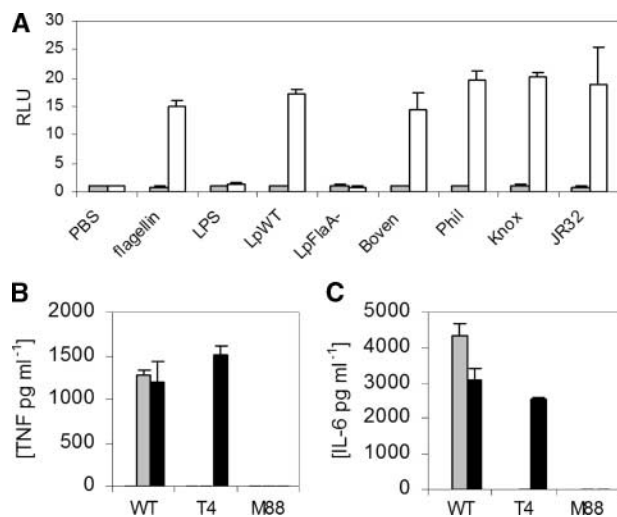 A
30
25
20
15
10
5
0
RLU
PBS
flagellin
LPS
LpWT
LpFlaA-
Boven
Phil
Knox
JR32
B
2000
1500
1000
500
0
[TNF pg ml⁻¹]
WT T4 M88
C
5000
4000
3000
2000
1000
0
[IL-6 pg ml⁻¹]
WT T4 M88